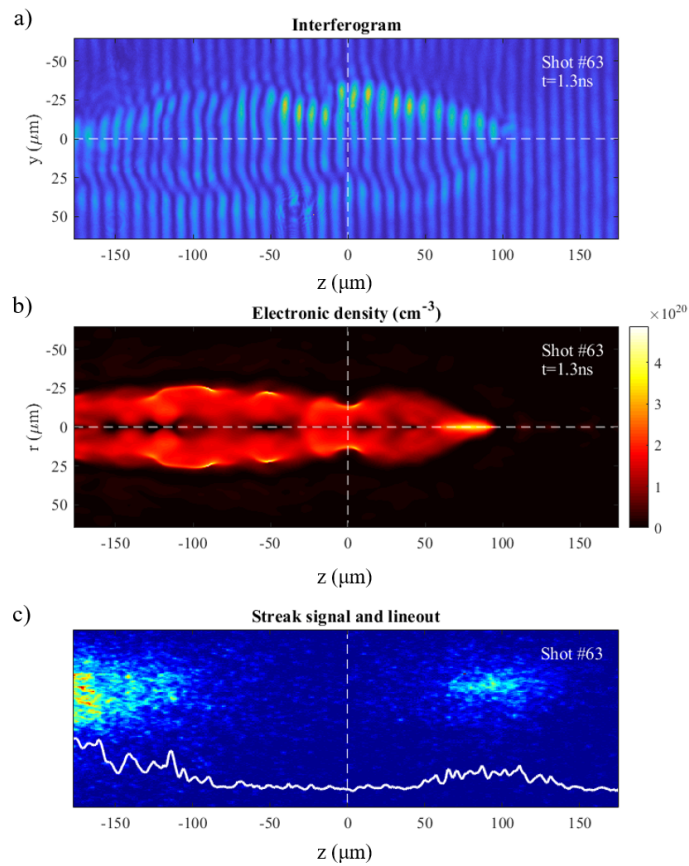 a)
Interferogram
Shot #63
t=1.3ns
-50
-25
0
25
50
y (μm)
-150
-100
-50
0
50
100
150
z (μm)
b)
Electronic density (cm⁻³)
×10²⁰
Shot #63
t=1.3ns
-50
-25
0
25
50
r (μm)
4
3
2
1
0
-150
-100
-50
0
50
100
150
z (μm)
c)
Streak signal and lineout
Shot #63
-150
-100
-50
0
50
100
150
z (μm)